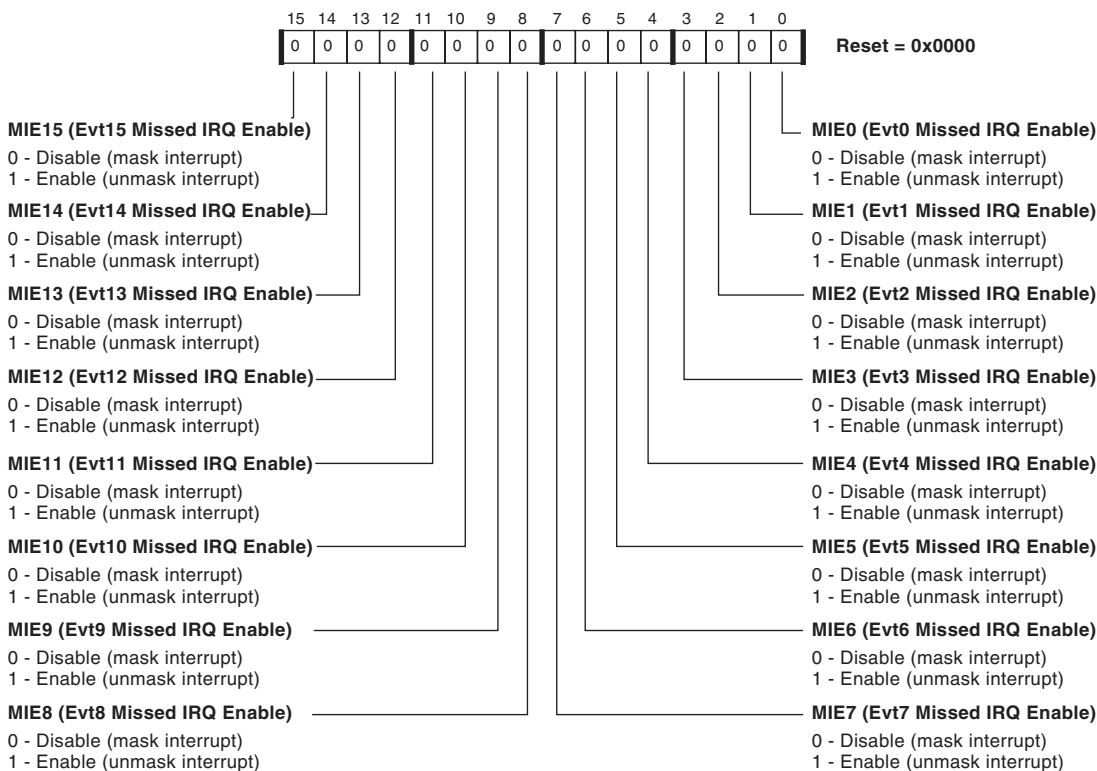 15 14 13 12 11 10 9 8 7 6 5 4 3 2 1 0
0 0 0 0 0 0 0 0 0 0 0 0 0 0 0 0
Reset = 0x0000
MIE15 (Evt15 Missed IRQ Enable)
0 - Disable (mask interrupt)
1 - Enable (unmask interrupt)
MIE14 (Evt14 Missed IRQ Enable)
0 - Disable (mask interrupt)
1 - Enable (unmask interrupt)
MIE13 (Evt13 Missed IRQ Enable)
0 - Disable (mask interrupt)
1 - Enable (unmask interrupt)
MIE12 (Evt12 Missed IRQ Enable)
0 - Disable (mask interrupt)
1 - Enable (unmask interrupt)
MIE11 (Evt11 Missed IRQ Enable)
0 - Disable (mask interrupt)
1 - Enable (unmask interrupt)
MIE10 (Evt10 Missed IRQ Enable)
0 - Disable (mask interrupt)
1 - Enable (unmask interrupt)
MIE9 (Evt9 Missed IRQ Enable)
0 - Disable (mask interrupt)
1 - Enable (unmask interrupt)
MIE8 (Evt8 Missed IRQ Enable)
0 - Disable (mask interrupt)
1 - Enable (unmask interrupt)
MIE0 (Evt0 Missed IRQ Enable)
0 - Disable (mask interrupt)
1 - Enable (unmask interrupt)
MIE1 (Evt1 Missed IRQ Enable)
0 - Disable (mask interrupt)
1 - Enable (unmask interrupt)
MIE2 (Evt2 Missed IRQ Enable)
0 - Disable (mask interrupt)
1 - Enable (unmask interrupt)
MIE3 (Evt3 Missed IRQ Enable)
0 - Disable (mask interrupt)
1 - Enable (unmask interrupt)
MIE4 (Evt4 Missed IRQ Enable)
0 - Disable (mask interrupt)
1 - Enable (unmask interrupt)
MIE5 (Evt5 Missed IRQ Enable)
0 - Disable (mask interrupt)
1 - Enable (unmask interrupt)
MIE6 (Evt6 Missed IRQ Enable)
0 - Disable (mask interrupt)
1 - Enable (unmask interrupt)
MIE7 (Evt7 Missed IRQ Enable)
0 - Disable (mask interrupt)
1 - Enable (unmask interrupt)